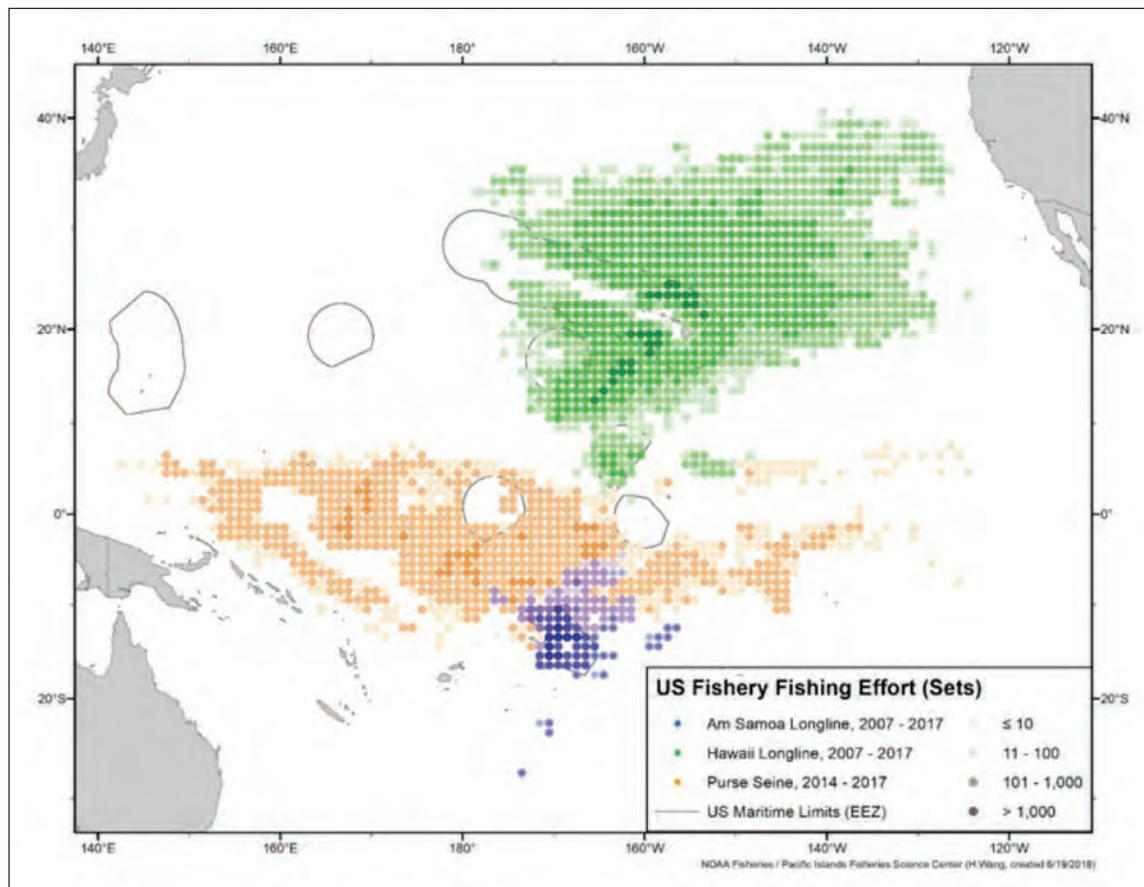 140°E 160°E 180° 160°W 140°W 120°W
40°N 40°N
20°N 20°N
0° 0°
20°S 20°S
US Fishery Fishing Effort (Sets)
Am Samoa Longline, 2007 - 2017 ≤ 10
Hawaii Longline, 2007 - 2017 11 - 100
Purse Seine, 2014 - 2017 101 - 1,000
US Maritime Limits (EEZ) > 1,000
140°E 160°E 180° 160°W 140°W 120°W
NOAA Fisheries / Pacific Islands Fisheries Science Center (H.Wang, created 6/19/2018)